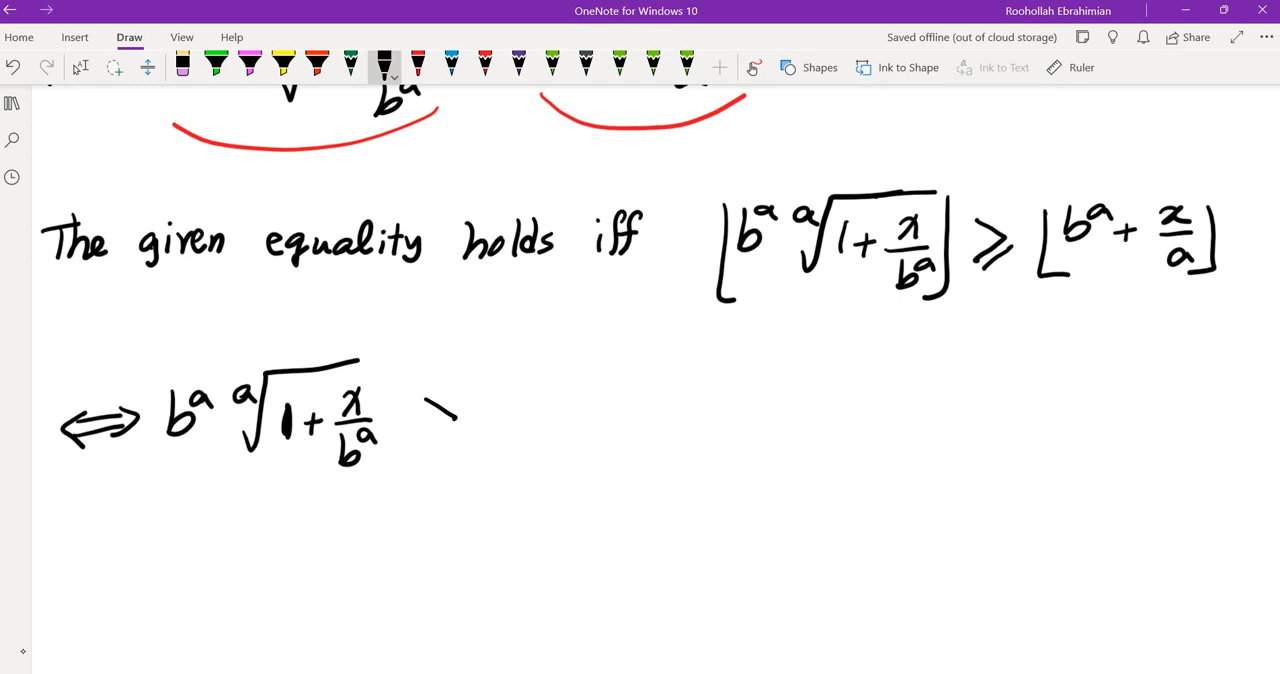 OneNote for Windows 10
Roohollah Ebrahimian
Home Insert Draw View Help
Saved offline (out of cloud storage)
Share
Shapes
Ink to Shape
Ink to Text
Ruler
b^a
The given equality holds iff ⌊b^a ᵃ√(1 + x/b^a)⌋ ⩾ ⌊b^a + x/a⌋
⟺ b^a ᵃ√(1 + x/b^a)